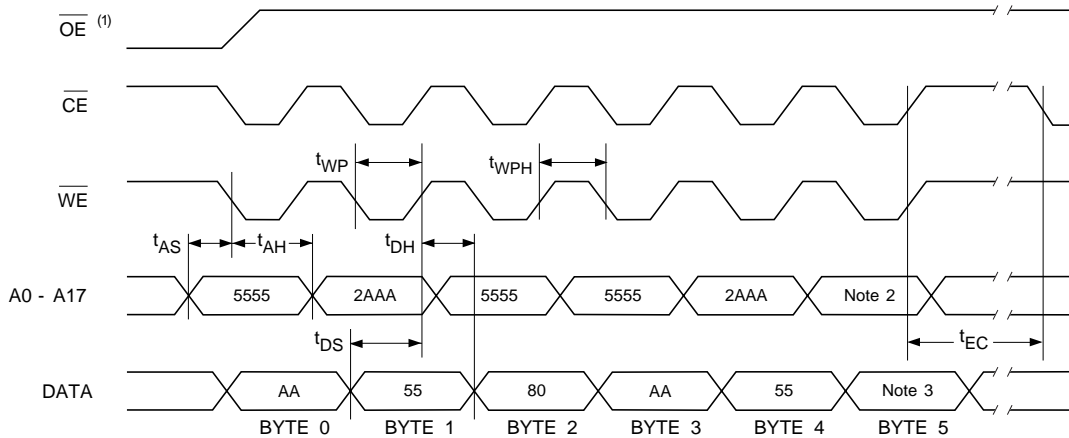 OE (1)
CE
tWP
tWPH
WE
tAS
tAH
tDH
A0 - A17
5555
2AAA
5555
5555
2AAA
Note 2
tDS
tEC
DATA
AA
55
80
AA
55
Note 3
BYTE 0
BYTE 1
BYTE 2
BYTE 3
BYTE 4
BYTE 5